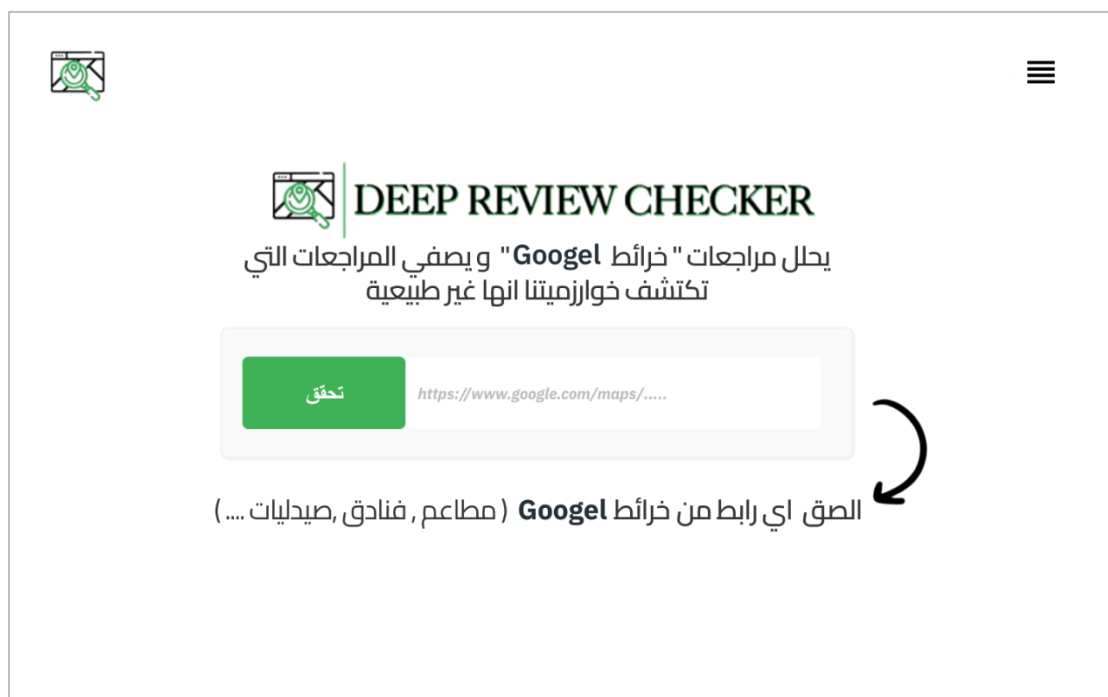 DEEP REVIEW CHECKER
يحلل مراجعات "خرائط Googel" و يصفي المراجعات التي
تكتشف خوارزميتنا انها غير طبيعية
تحقق
https://www.google.com/maps/.....
الصق اي رابط من خرائط Googel ( مطاعم , فنادق ,صيدليات .... )